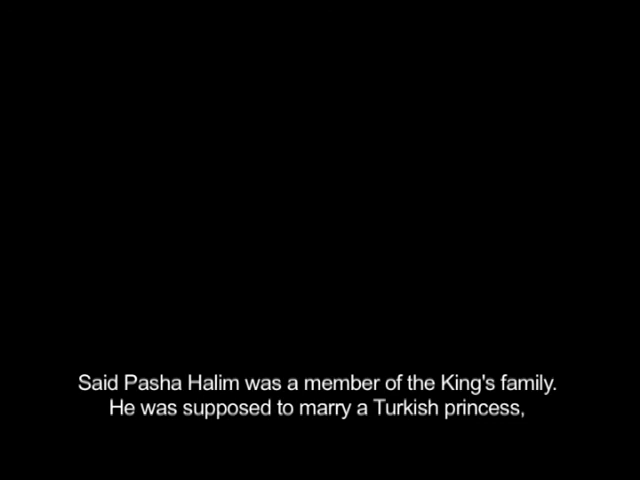 Said Pasha Halim was a member of the King's family.
He was supposed to marry a Turkish princess,